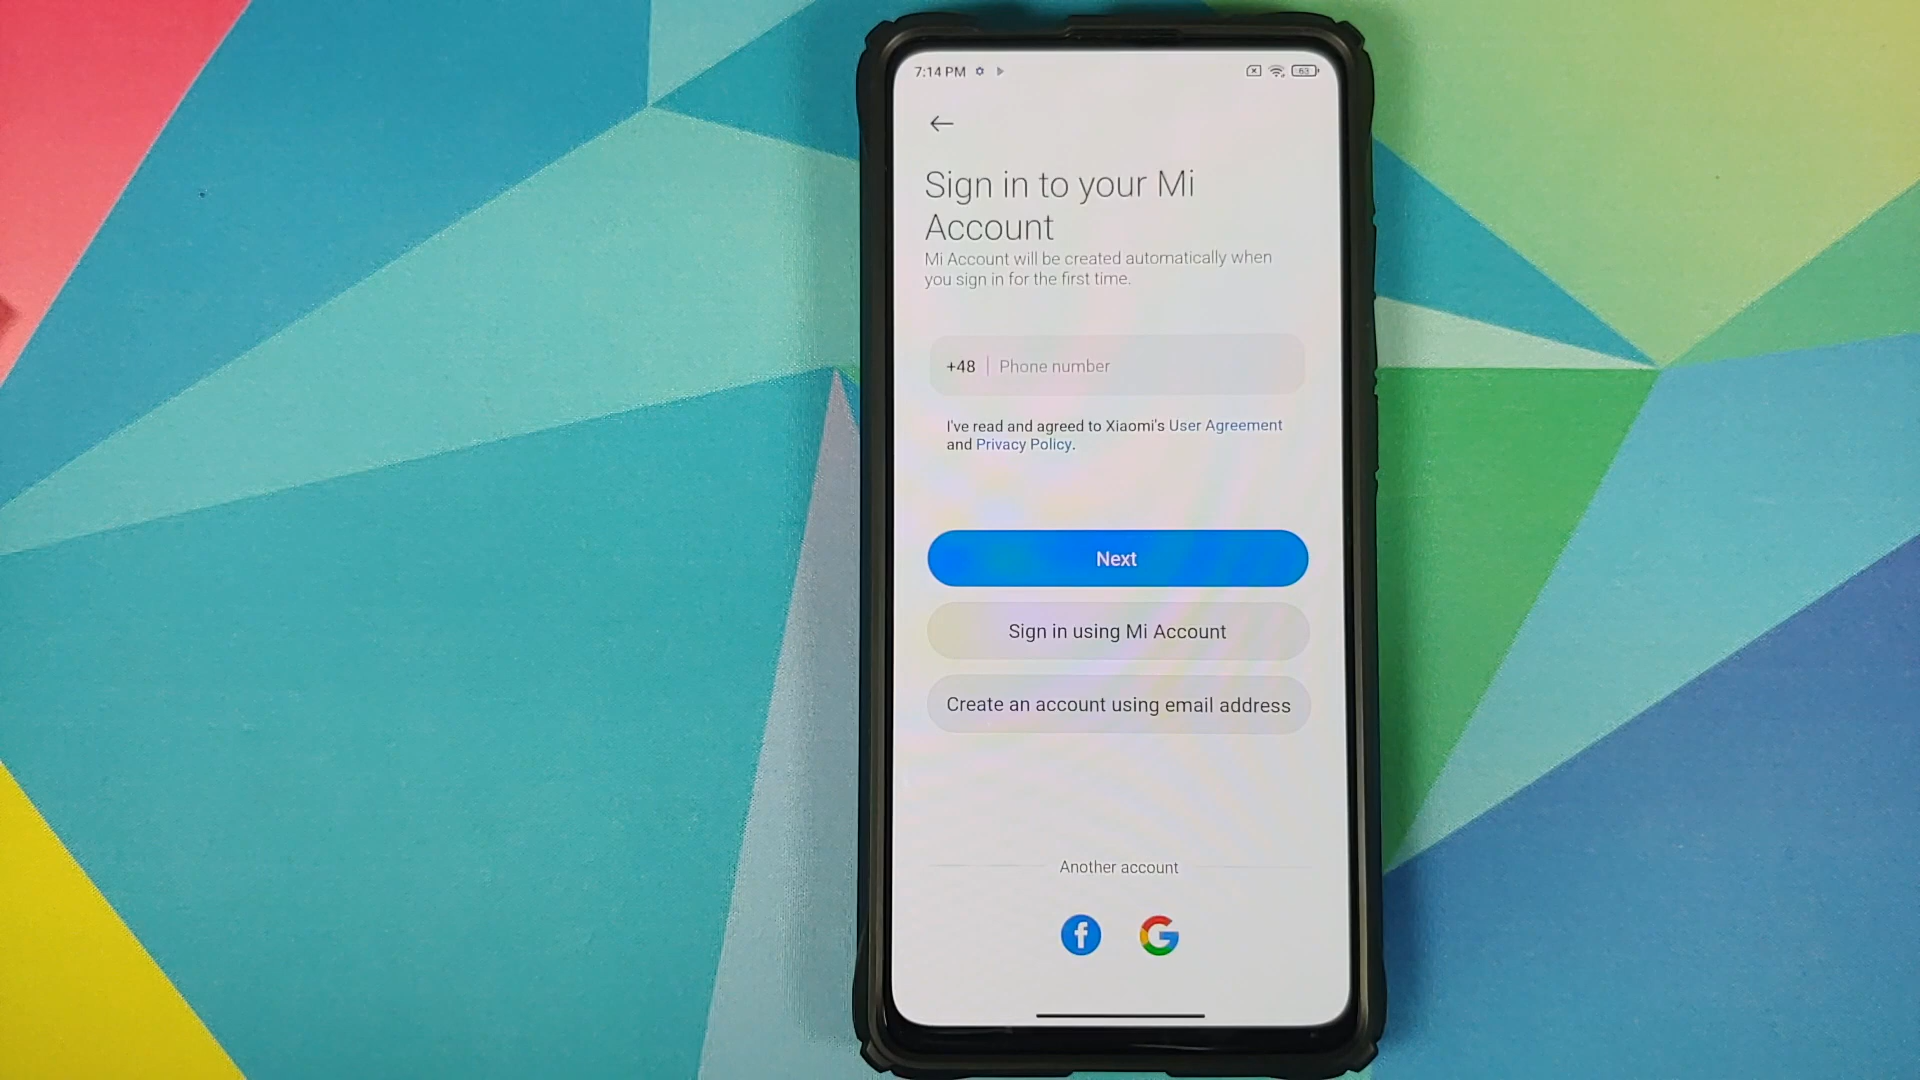 7:14 PM
63
Sign in to your Mi
Account
Mi Account will be created automatically when
you sign in for the first time.
+48 Phone number
I've read and agreed to Xiaomi's User Agreement
and Privacy Policy.
Next
Sign in using Mi Account
Create an account using email address
Another account